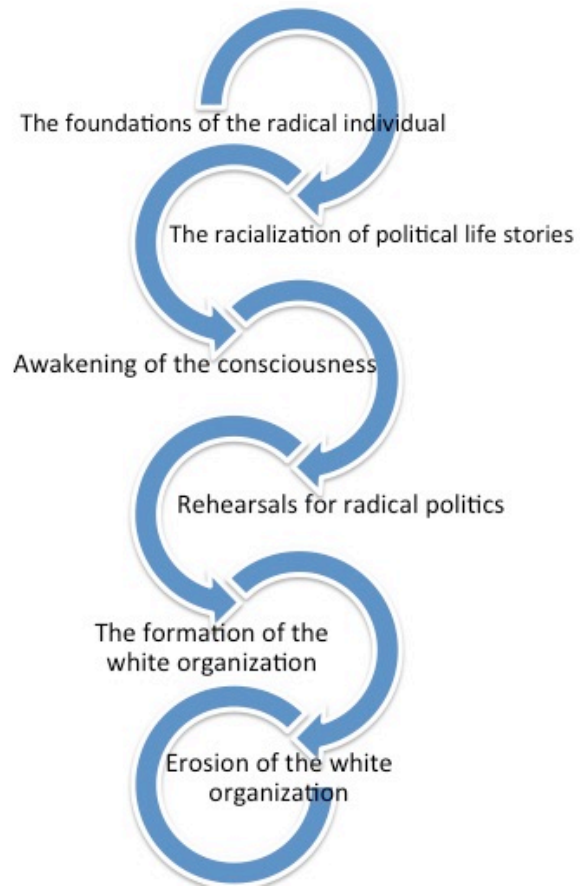 The foundations of the radical individual
The racialization of political life stories
Awakening of the consciousness
Rehearsals for radical politics
The formation of the
white organization
Erosion of the white
organization